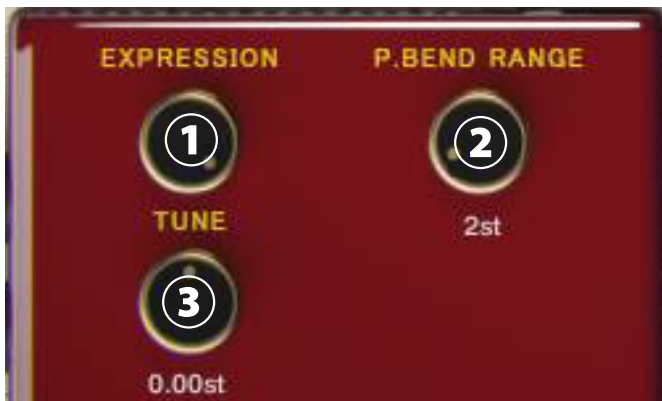 EXPRESSION P.BEND RANGE
1 2
TUNE 2st
3
0.00st